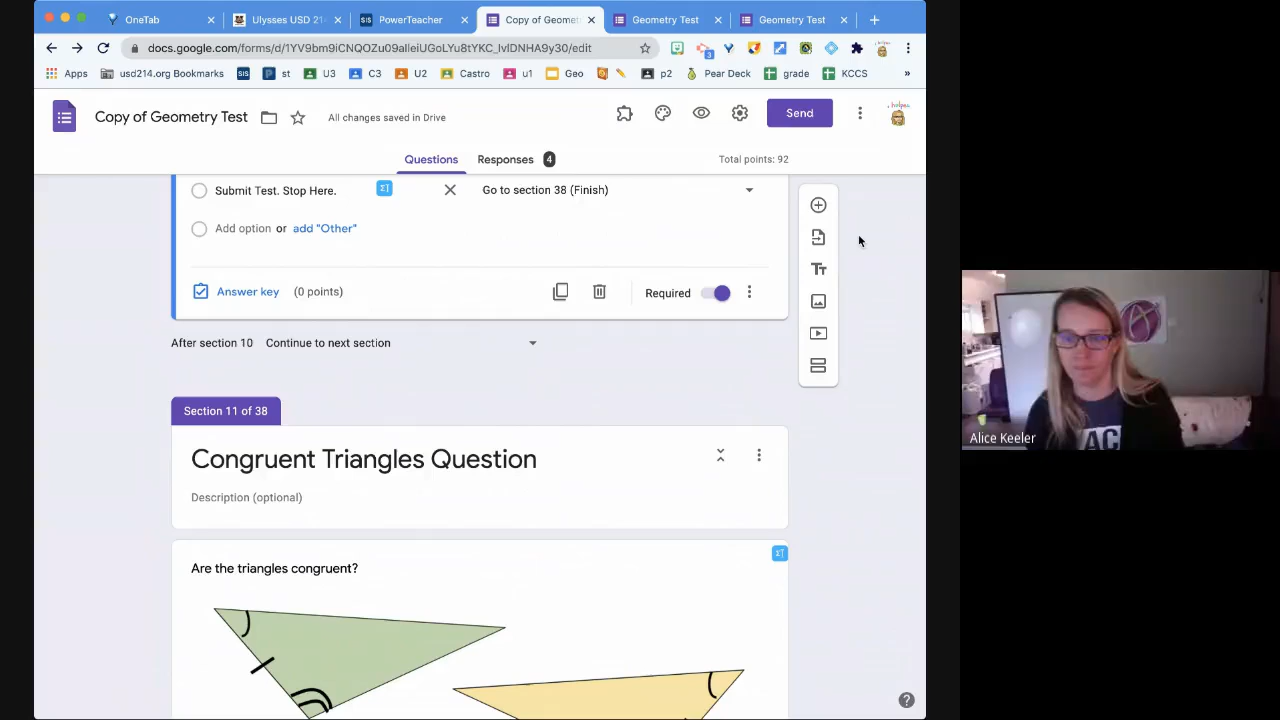 OneTab
Ulysses USD 21
PowerTeacher
Copy of Geomet
Geometry Test
Geometry Test
docs.google.com/forms/d/1YV9bm9iCNQOZu09alleiUGoLYu8tYKC_lvlDNHA9y30/edit
3
Apps
usd214.org Bookmarks
SIS
st
U3
C3
U2
Castro
u1
Geo
p2
Pear Deck
grade
KCCS
»
Copy of Geometry Test
All changes saved in Drive
Send
Questions
Responses
4
Total points: 92
Submit Test. Stop Here.
Go to section 38 (Finish)
Add option or add "Other"
Answer key (0 points)
Required
After section 10 Continue to next section
Section 11 of 38
Congruent Triangles Question
Description (optional)
Are the triangles congruent?
AC
Alice Keeler